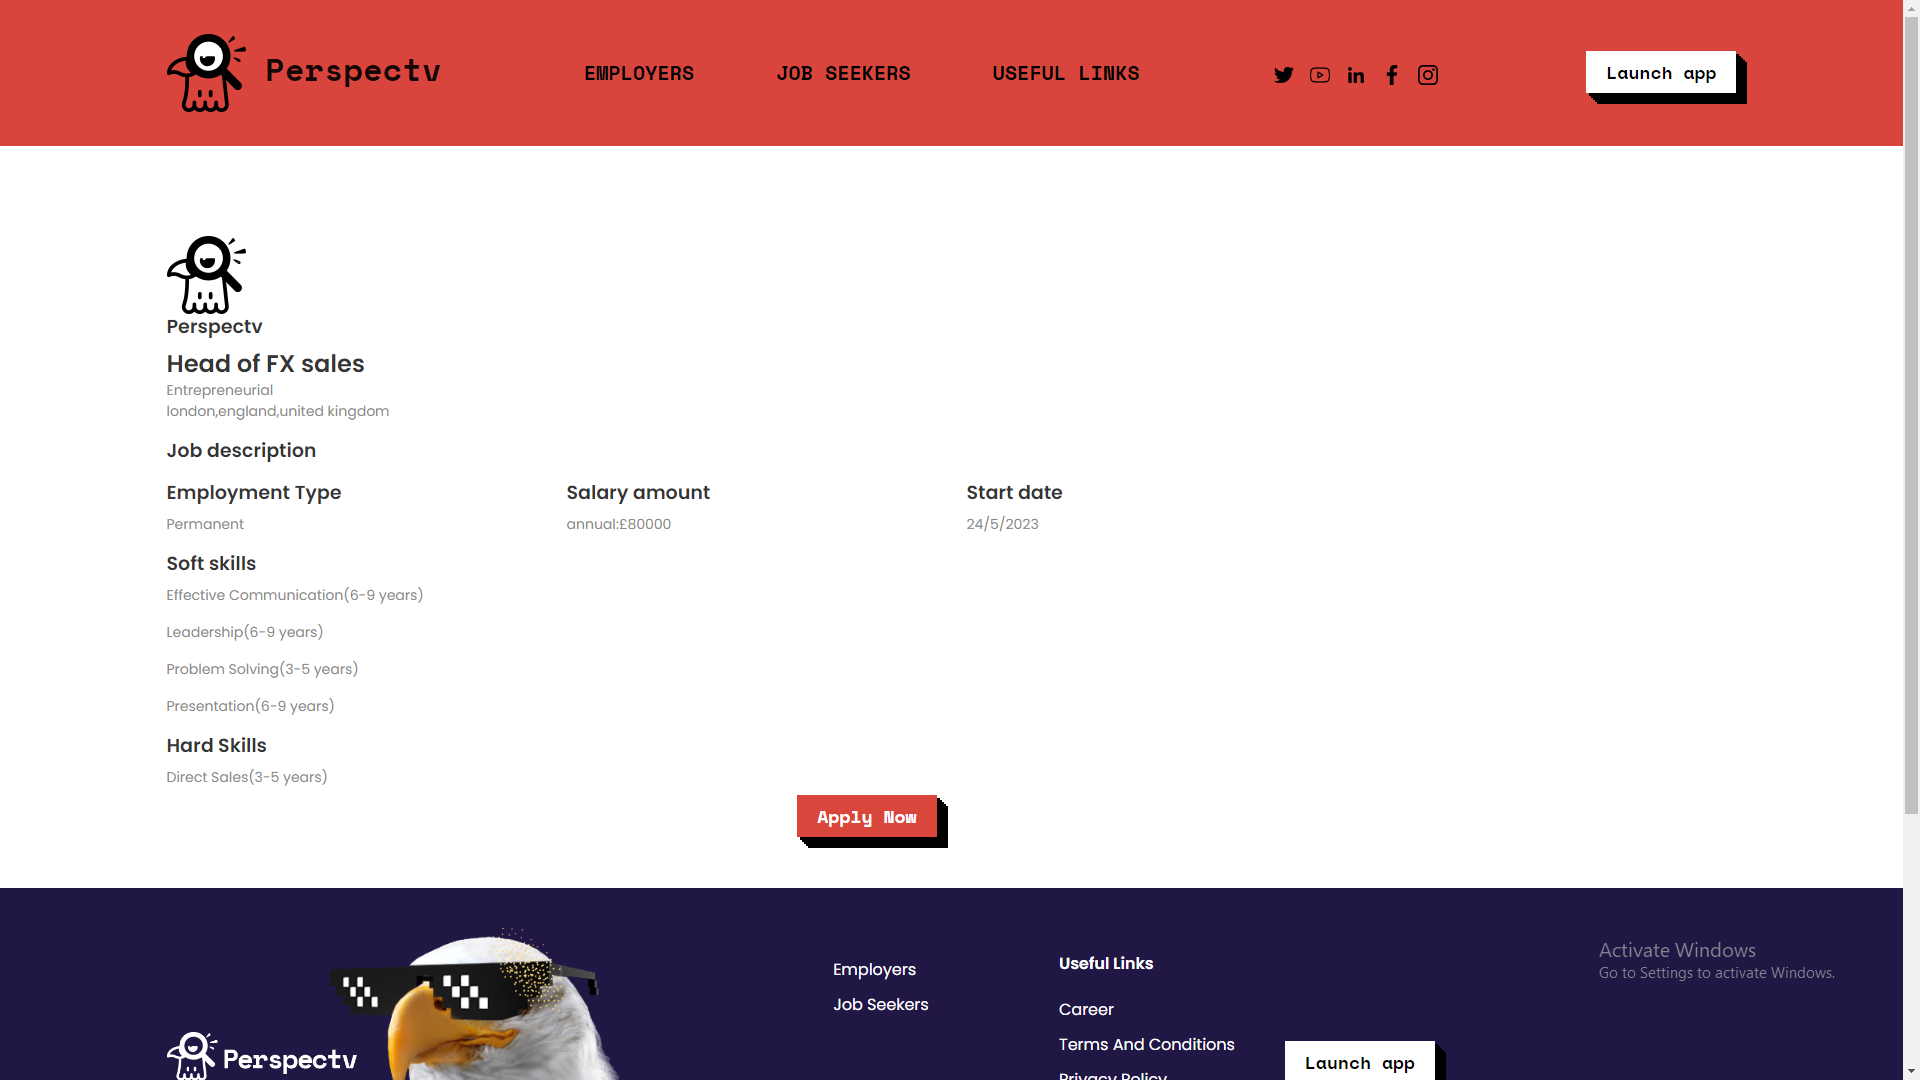 Perspectv
EMPLOYERS
JOB SEEKERS
USEFUL LINKS
Launch app
Perspectv
Head of FX sales
Entrepreneurial
london,england,united kingdom
Job description
Employment Type
Salary amount
Start date
Permanent
annual:£80000
24/5/2023
Soft skills
Effective Communication(6-9 years)
Leadership(6-9 years)
Problem Solving(3-5 years)
Presentation(6-9 years)
Hard Skills
Direct Sales(3-5 years)
Apply Now
Perspectv
Employers
Job Seekers
Useful Links
Career
Terms And Conditions
Privacy Policy
Launch app
Activate Windows
Go to Settings to activate Windows.